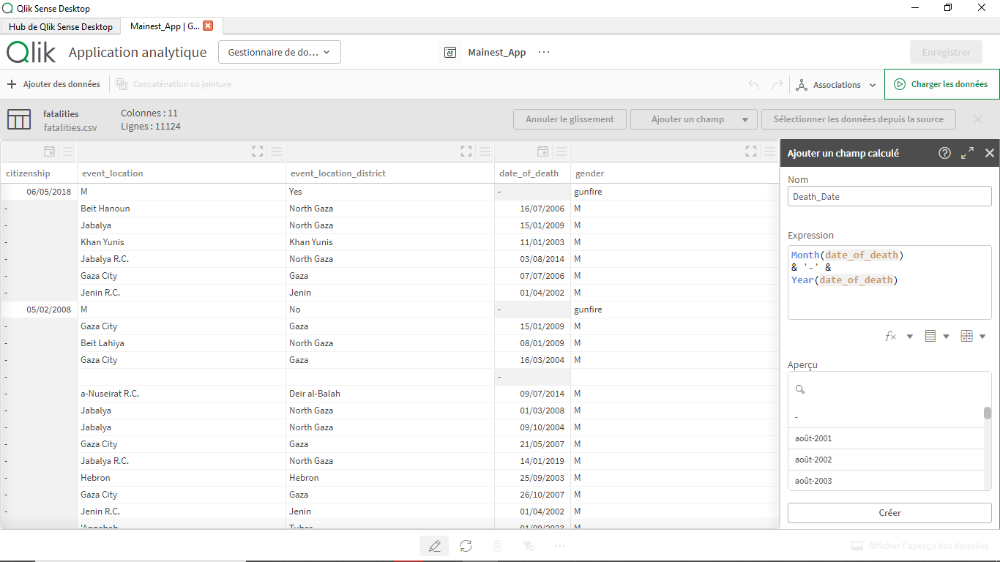 Qlik Sense Desktop
Hub de Qlik Sense Desktop
Mainest_App | G...
Qlik
Application analytique
Gestionnaire de do...
Mainest_App
Enregistrer
Ajouter des données
Concaténation ou jointure
Associations
Charger les données
fatalities
fatalities.csv
Colonnes : 11
Lignes : 11124
Annuler le glissement
Ajouter un champ
Sélectionner les données depuis la source
citizenship event_location event_location_district date_of_death gender
06/05/2018 M Yes - gunfire
- Beit Hanoun North Gaza 16/07/2006 M
- Jabalya North Gaza 15/01/2009 M
- Khan Yunis Khan Yunis 11/01/2003 M
- Jabalya R.C. North Gaza 03/08/2014 M
- Gaza City Gaza 07/07/2006 M
- Jenin R.C. Jenin 01/04/2002 M
05/02/2008 M No - gunfire
- Gaza City Gaza 15/01/2009 M
- Beit Lahiya North Gaza 08/01/2009 M
- Gaza City Gaza 16/03/2004 M
- -
- a-Nuseirat R.C. Deir al-Balah 09/07/2014 M
- Jabalya North Gaza 01/03/2008 M
- Jabalya North Gaza 09/10/2004 M
- Gaza City Gaza 21/05/2007 M
- Jabalya R.C. North Gaza 14/01/2019 M
- Hebron Hebron 25/09/2003 M
- Gaza City Gaza 26/10/2007 M
- Jenin R.C. Jenin 01/04/2002 M
'Aqqabah Tubas 01/09/2023 M
Ajouter un champ calculé
Nom
Death_Date
Expression
Month(date_of_death)
& '-' &
Year(date_of_death)
fx
Aperçu
-
août-2001
août-2002
août-2003
Créer
Afficher l'aperçu des données